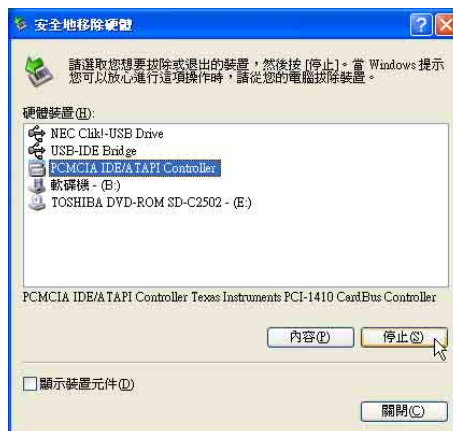 安全地移除硬體
請選取您想要拔除或退出的裝置，然後按 [停止]。當 Windows 提示
您可以放心進行這項操作時，請從您的電腦拔除裝置。
硬體裝置(H):
NEC Clik!-USB Drive
USB-IDE Bridge
PCMCIA IDE/ATAPI Controller
軟碟機 - (B:)
TOSHIBA DVD-ROM SD-C2502 - (E:)
PCMCIA IDE/ATAPI Controller Texas Instruments PCI-1410 CardBus Controller
內容(P)
停止(S)
顯示裝置元件(D)
關閉(C)